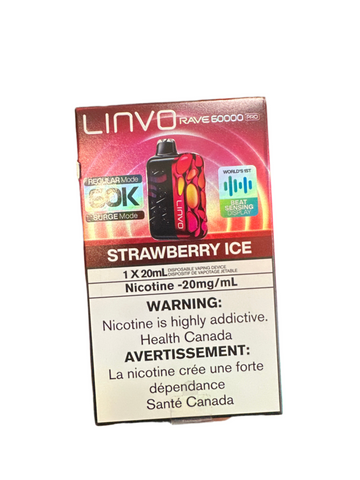 LINVO RAVE 60000 PRO
REGULAR Mode
60K
SURGE Mode
LINVO
WORLD'S 1ST
BEAT
SENSING
DISPLAY
STRAWBERRY ICE
1 X 20mL DISPOSABLE VAPING DEVICE
DISPOSITIF DE VAPOTAGE JETABLE
Nicotine -20mg/mL
WARNING:
Nicotine is highly addictive.
Health Canada
AVERTISSEMENT:
La nicotine crée une forte
dépendance
Santé Canada